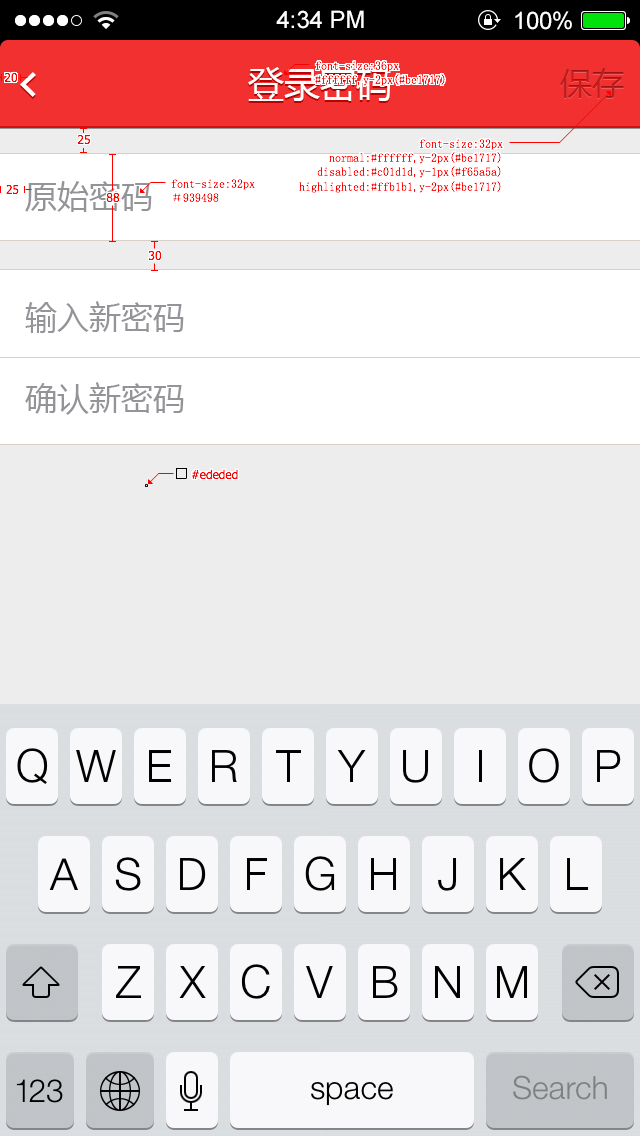 4:34 PM 100%
20 登录密码 保存
font-size:36px
#ffffff,y-2px(#be1717)
25
font-size:32px
normal:#ffffff,y-2px(#be1717)
disabled:#c01d1d,y-1px(#f65a5a)
highlighted:#ffb1b1,y-2px(#be1717)
25 原始密码 88
font-size:32px
#939498
30
输入新密码
确认新密码
#ededed
Q W E R T Y U I O P
A S D F G H J K L
Z X C V B N M
123 space Search